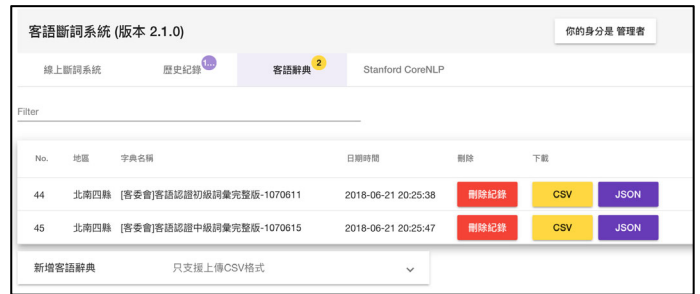 客語斷詞系統 (版本 2.1.0)
你的身分是 管理者
線上斷詞系統 歷史紀錄 1... 客語辭典 2 Stanford CoreNLP
Filter
No. 地區 字典名稱 日期時間 刪除 下載
44 北南四縣 [客委會]客語認證初級詞彙完整版-1070611 2018-06-21 20:25:38 刪除紀錄 CSV JSON
45 北南四縣 [客委會]客語認證中級詞彙完整版-1070615 2018-06-21 20:25:47 刪除紀錄 CSV JSON
新增客語辭典 只支援上傳CSV格式